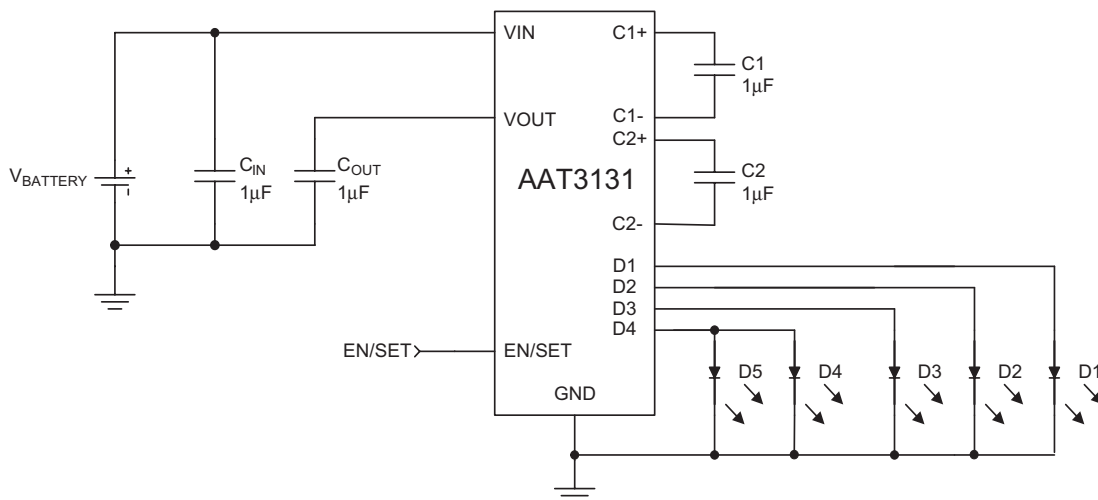 VIN
C1+
C1
1μF
VOUT
C1-
C2+
VBATTERY
+
-
CIN
1μF
COUT
1μF
AAT3131
C2
1μF
C2-
D1
D2
D3
D4
EN/SET
EN/SET
GND
D5
D4
D3
D2
D1